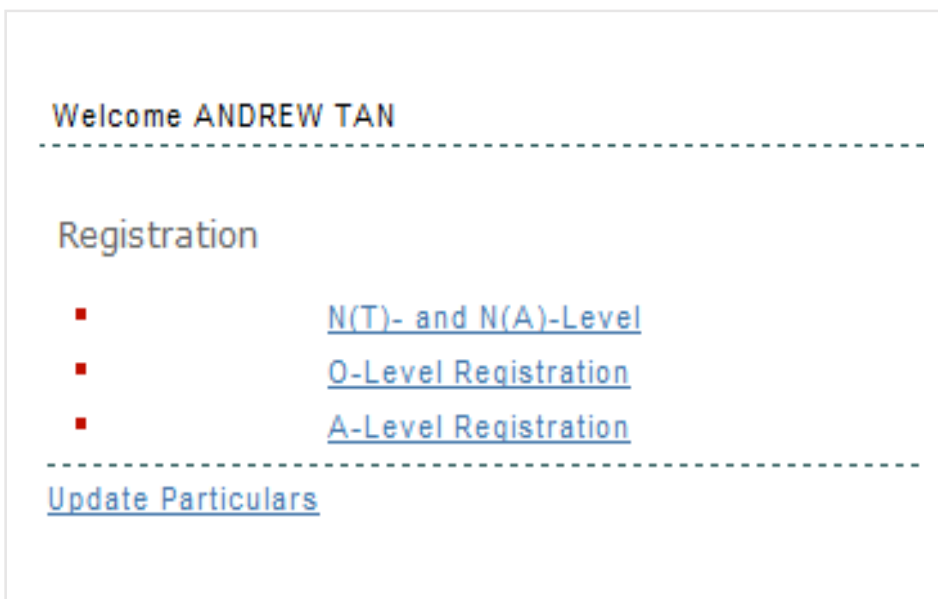 Welcome ANDREW TAN
Registration
N(T)- and N(A)-Level
O-Level Registration
A-Level Registration
Update Particulars